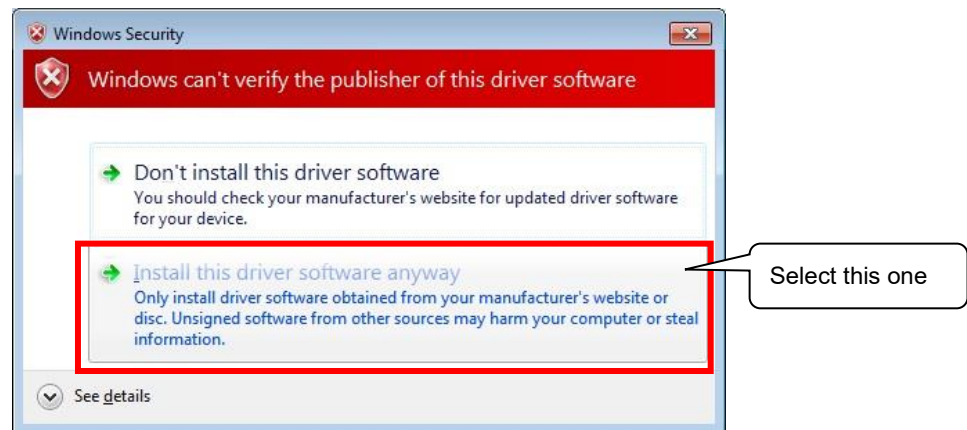 Windows Security
Windows can't verify the publisher of this driver software
Don't install this driver software
You should check your manufacturer's website for updated driver software
for your device.
Install this driver software anyway
Only install driver software obtained from your manufacturer's website or
disc. Unsigned software from other sources may harm your computer or steal
information.
Select this one
See details